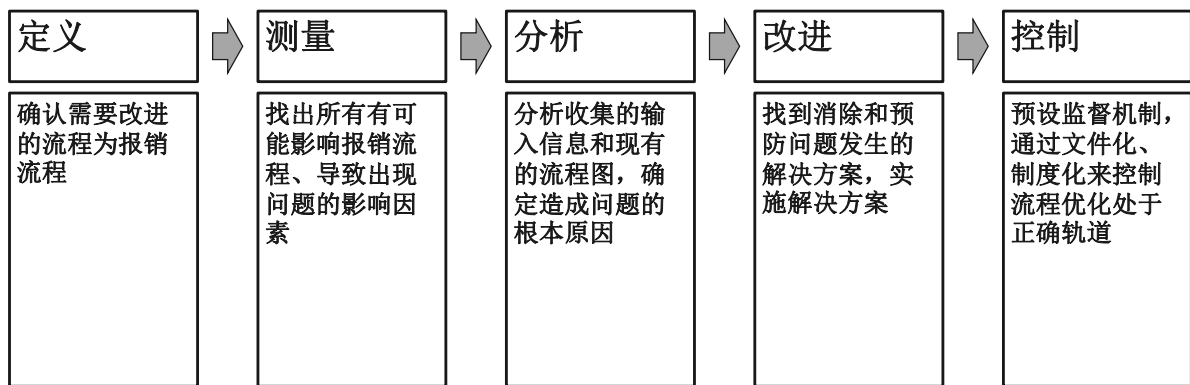 定义
测量
分析
改进
控制
确认需要改进
的流程为报销
流程
找出所有有可
能影响报销流
程、导致出现
问题的影响因
素
分析收集的输
入信息和现有
的流程图，确
定造成问题的
根本原因
找到消除和预
防问题发生的
解决方案，实
施解决方案
预设监督机制，
通过文件化、
制度化来控制
流程优化处于
正确轨道